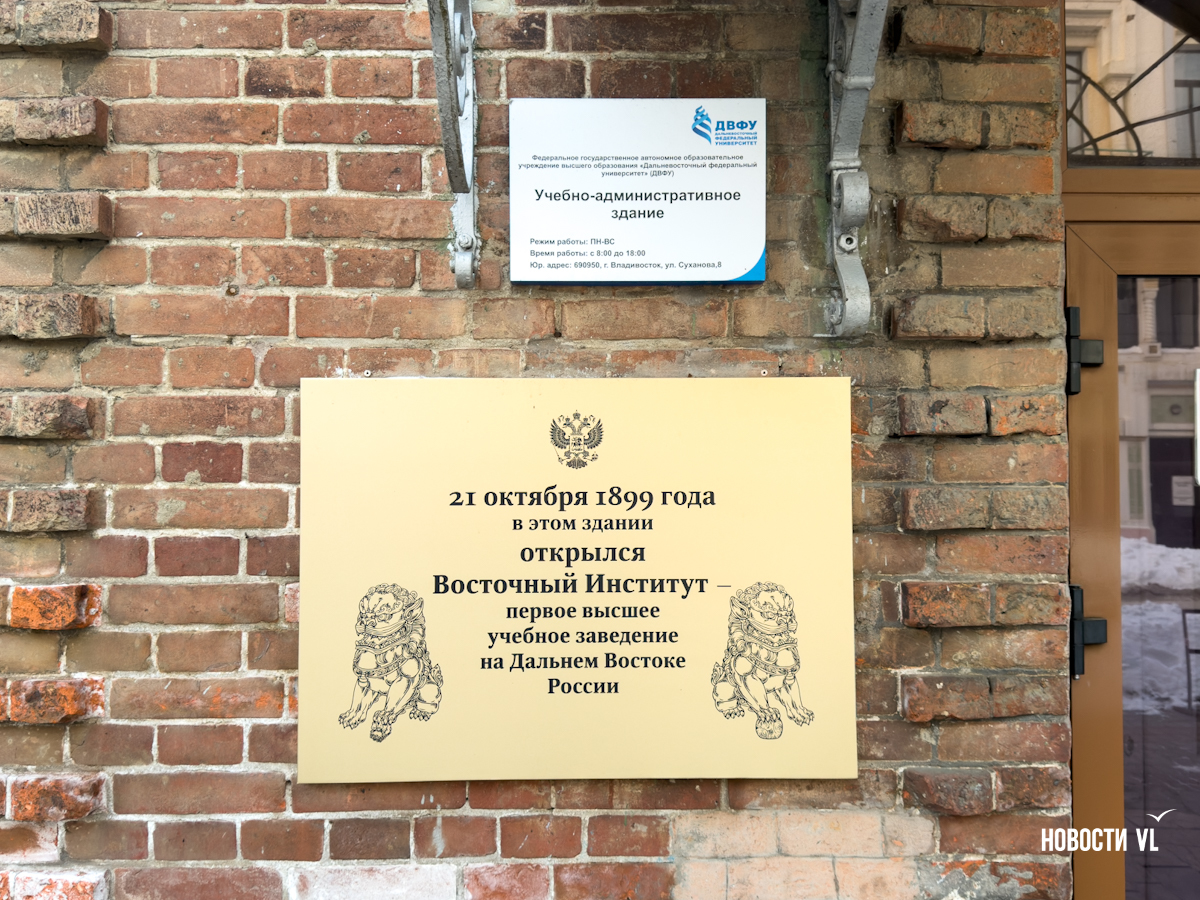 ДВФУ
ДАЛЬНЕВОСТОЧНЫЙ
ФЕДЕРАЛЬНЫЙ
УНИВЕРСИТЕТ
Федеральное государственное автономное образовательное
учреждение высшего образования «Дальневосточный федеральный
университет» (ДВФУ)
Учебно-административное
здание
Режим работы: ПН-ВС
Время работы: с 8:00 до 18:00
Юр. адрес: 690950, г. Владивосток, ул. Суханова,8
21 октября 1899 года
в этом здании
открылся
Восточный Институт –
первое высшее
учебное заведение
на Дальнем Востоке
России
НОВОСТИ VL